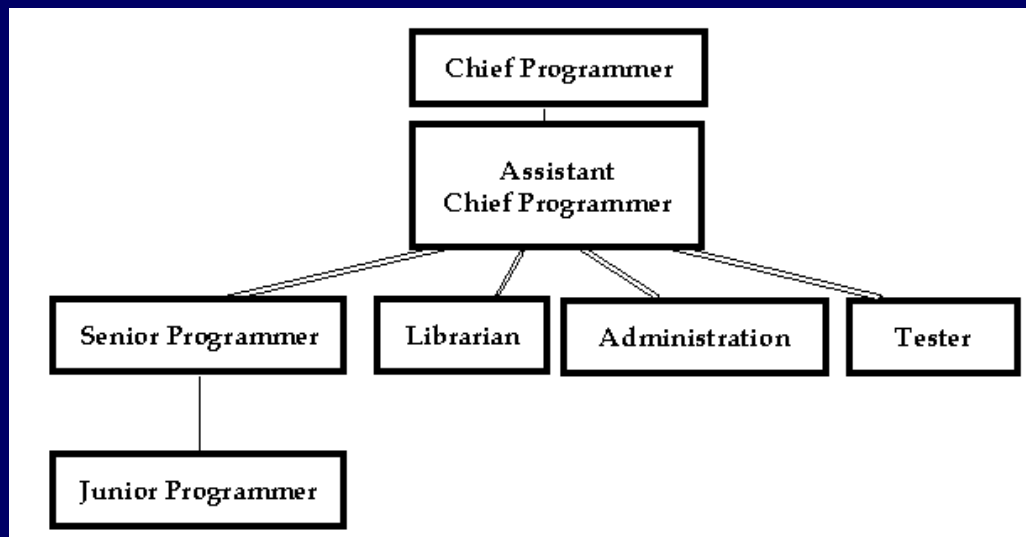 Chief Programmer
Assistant
Chief Programmer
Senior Programmer
Librarian
Administration
Tester
Junior Programmer